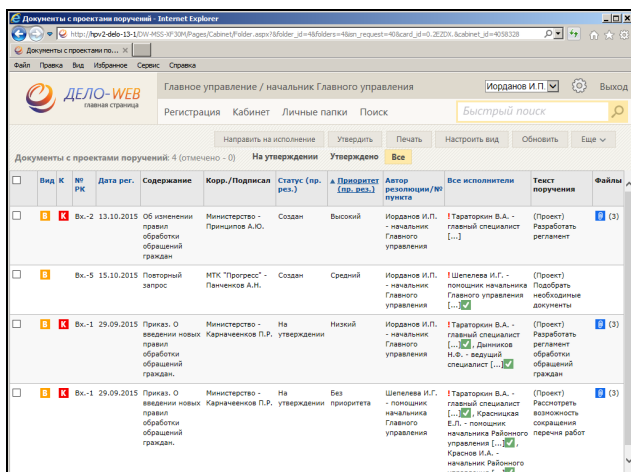 Документы с проектами поручений - Internet Explorer
http://hpv2-delo-13-1/DW-MSS-XF30M/Pages/Cabinet/Folder.aspx?&folder_id=4&folders=4&sn_request=40&card_id=0.2EZDX.&cabinet_id=4058328
Документы с проектами по...
Файл Правка Вид Избранное Сервис Справка
ДЕЛО-WEB
главная страница
Главное управление / начальник Главного управления
Иорданов И.П.
Выход
Регистрация Кабинет Личные папки Поиск
Быстрый поиск
Направить на исполнение Утвердить Печать Настроить вид Обновить Еще
Документы с проектами поручений: 4 (отмечено - 0) На утверждении Утверждено Все
Вид К № РК Дата рег. Содержание Корр./Подписал Статус (пр. рез.) Приоритет (пр. рез.) Автор резолюции/№ пункта Все исполнители Текст поручения Файлы
В К Вх.-2 13.10.2015 Об изменении правил обработки обращений граждан Министерство - Принципов А.Ю. Создан Высокий Иорданов И.П. - начальник Главного управления !Тараторкин В.А. - главный специалист [...] (Проект) Разработать регламент (3)
В Вх.-5 15.10.2015 Повторный запрос МТК "Прогресс" - Панченков А.Н. Создан Средний Иорданов И.П. - начальник Главного управления !Шепелева И.Г. - помощник начальника Главного управления [...] (Проект) Подобрать необходимые документы (3)
В К Вх.-1 29.09.2015 Приказ. О введении новых правил обработки обращений граждан. Министерство - Карначеенков П.Р. На утверждении Низкий Иорданов И.П. - начальник Главного управления !Тараторкин В.А. - главный специалист [...], Дынников Н.Ф. - ведущий специалист [...] (Проект) Разработать регламент обработки обращений граждан (3)
В К Вх.-1 29.09.2015 Приказ. О введении новых правил обработки обращений граждан. Министерство - Карначеенков П.Р. На утверждении Без приоритета Шепелева И.Г. - помощник начальника Главного управления !Тараторкин В.А. - главный специалист [...], Красницкая Е.Л. - помощник начальника Районного управления [...], Краснов И.А. - начальник Районного (Проект) Рассмотреть возможность сокращения перечня работ (3)